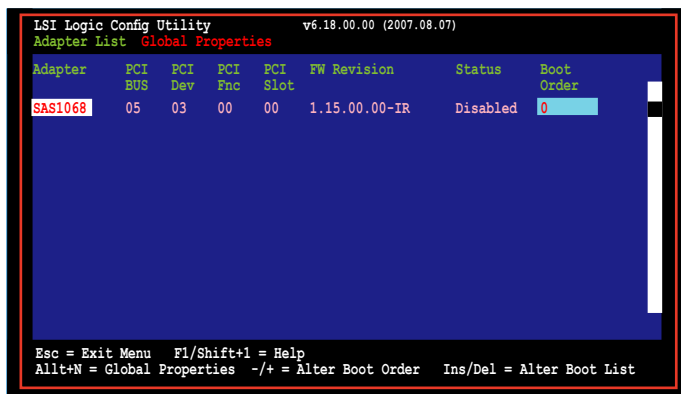 LSI Logic Config Utility v6.18.00.00 (2007.08.07)
Adapter List Global Properties
Adapter PCI PCI PCI PCI FW Revision Status Boot
BUS Dev Fnc Slot Order
SAS1068 05 03 00 00 1.15.00.00-IR Disabled 0
Esc = Exit Menu F1/Shift+1 = Help
Allt+N = Global Properties -/+ = Alter Boot Order Ins/Del = Alter Boot List